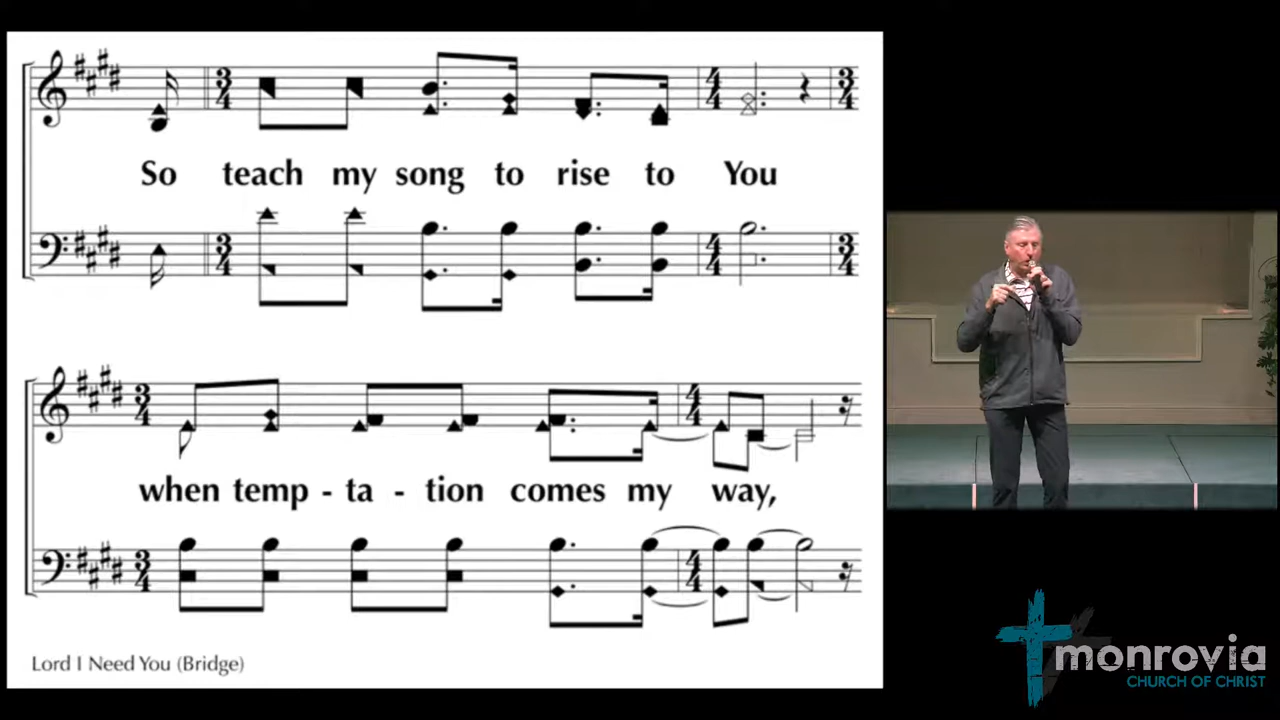 So teach my song to rise to You
when temp - ta - tion comes my way,
Lord I Need You (Bridge)
monrovia
CHURCH OF CHRIST